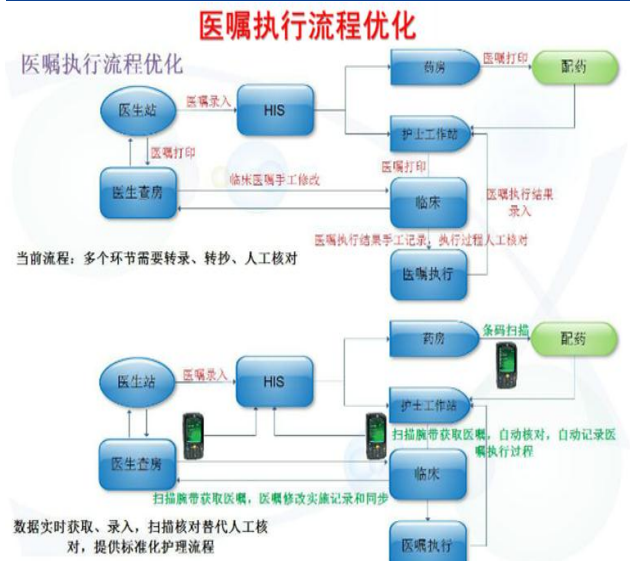 医嘱执行流程优化
医嘱执行流程优化
药房
医嘱打印
配药
医生站
医嘱录入
HIS
护士工作站
医嘱打印
医嘱打印
医生查房
临床医嘱手工修改
临床
医嘱执行结果
录入
医嘱执行结果手工记录，执行过程人工核对
当前流程：多个环节需要转录、转抄、人工核对
医嘱执行
药房
条码扫描
配药
医生站
医嘱录入
HIS
护士工作站
扫描腕带获取医嘱，自动核对，自动记录医
嘱执行过程
医生查房
临床
扫描腕带获取医嘱，医嘱修改实施记录和同步
数据实时获取、录入，扫描核对替代人工核
对，提供标准化护理流程
医嘱执行